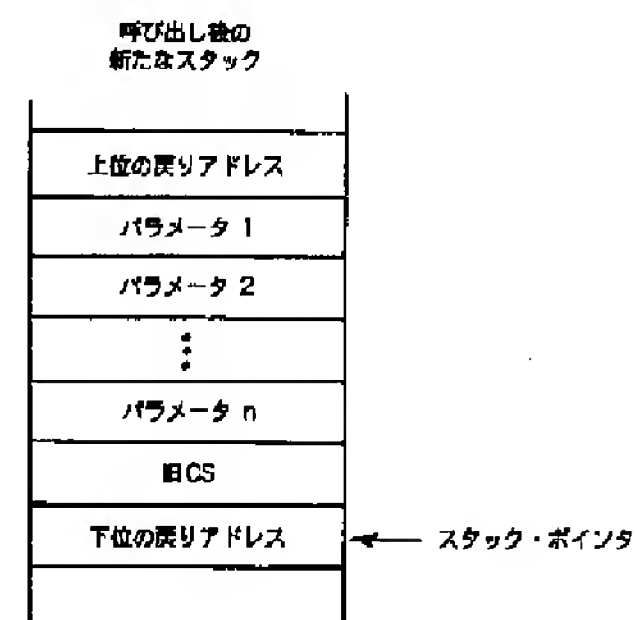 呼び出し後の
新たなスタック
上位の戻りアドレス
パラメータ 1
パラメータ 2
パラメータ n
旧CS
下位の戻りアドレス
スタック・ポインタ